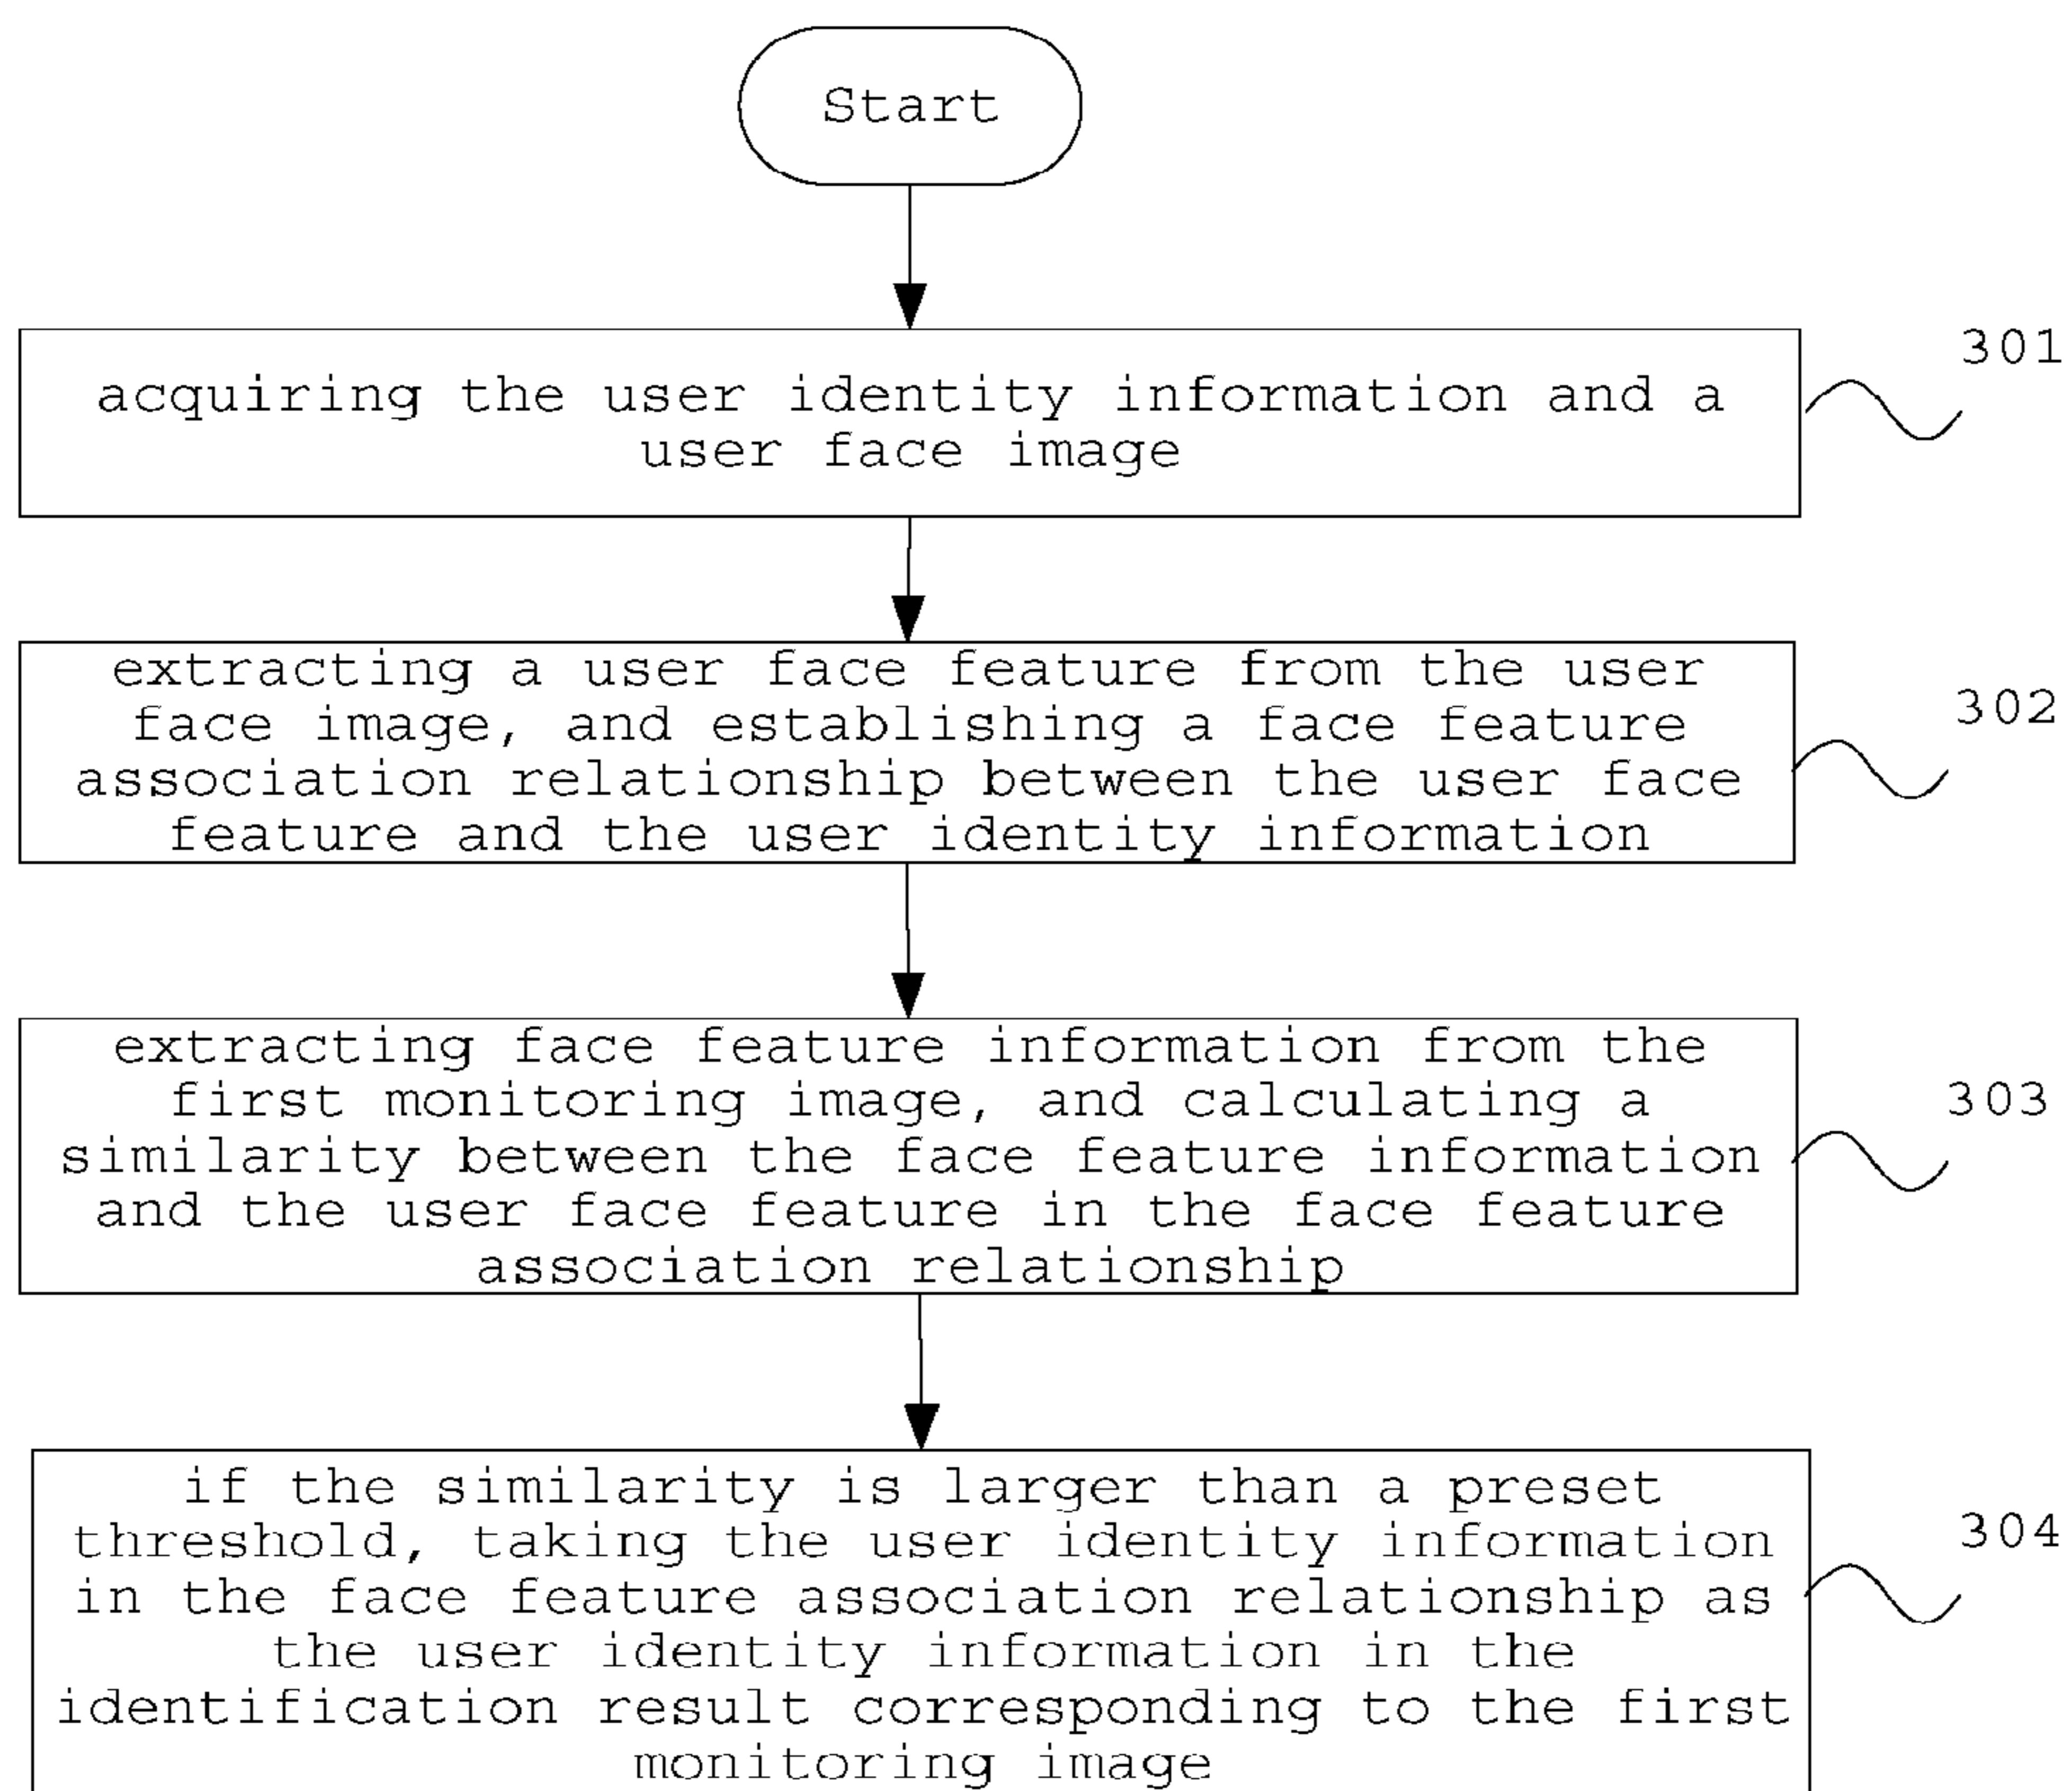 Start
301
acquiring the user identity information and a
user face image
extracting a user face feature from the user
face image, and establishing a face feature
association relationship between the user face
feature and the user identity information
302
extracting face feature information from the
first monitoring image, and calculating a
similarity between the face feature information
and the user face feature in the face feature
association relationship
303
if the similarity is larger than a preset
threshold, taking the user identity information
in the face feature association relationship as
the user identity information in the
identification result corresponding to the first
monitoring image
304